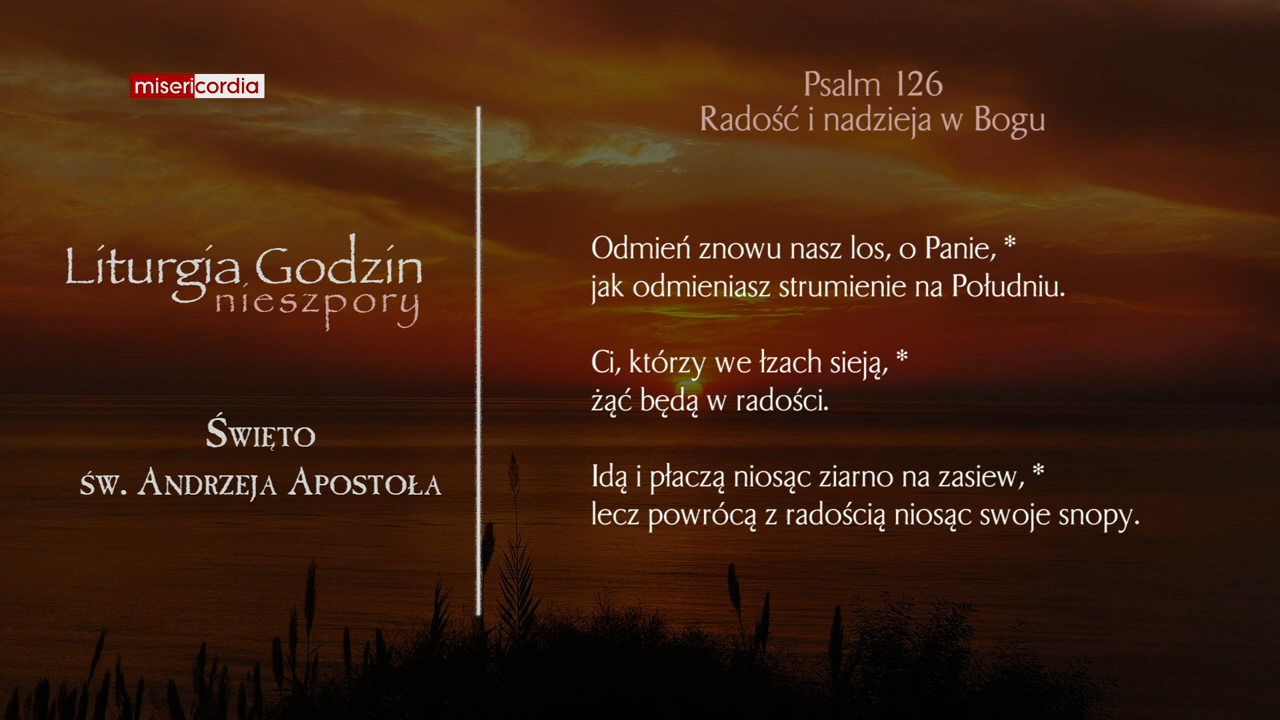 misericordia
Liturgia Godzin
nieszpory
Święto
św. Andrzeja Apostoła
Psalm 126
Radość i nadzieja w Bogu
Odmień znowu nasz los, o Panie, *
jak odmieniasz strumienie na Południu.
Ci, którzy we łzach sieją, *
żąć będą w radości.
Idą i płaczą niosąc ziarno na zasiew, *
lecz powrócą z radością niosąc swoje snopy.